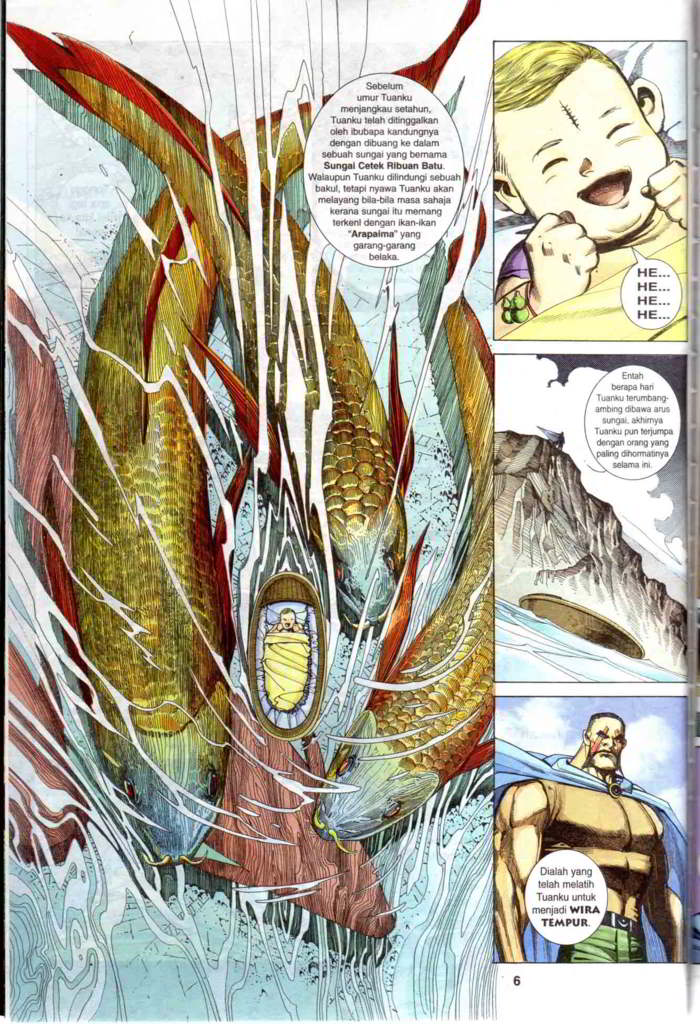 Sebelum
umur Tuanku
menjangkau setahun,
Tuanku telah ditinggalkan
oleh ibubapa kandungnya
dengan dibuang ke dalam
sebuah sungai yang bernama
Sungai Cetek Ribuan Batu.
Walaupun Tuanku dilindungi sebuah
bakul, tetapi nyawa Tuanku akan
melayang bila-bila masa sahaja
kerana sungai itu memang
terkenl dengan ikan-ikan
"Arapaima" yang
garang-garang
belaka.
HE...
HE...
HE...
HE...
Entah
berapa hari
Tuanku terumbang-
ambing dibawa arus
sungai, akhirnya
Tuanku pun terjumpa
dengan orang yang
paling dihormatinya
selama ini.
Dialah yang
telah melatih
Tuanku untuk
menjadi WIRA
TEMPUR.
6